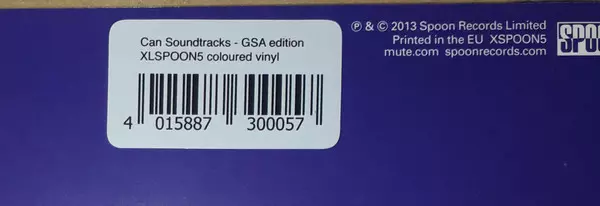 Can Soundtracks - GSA edition
XLSPOON5 coloured vinyl
4 015887 300057
℗ & © 2013 Spoon Records Limited
Printed in the EU XSPOON5
mute.com spoonrecords.com